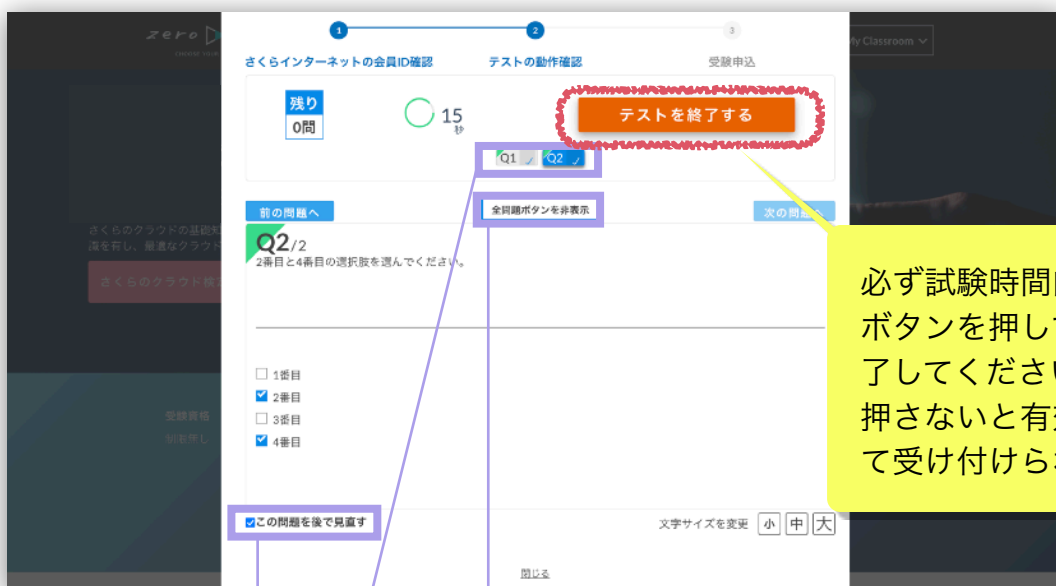 zero
My Classroom
1
2
3
さくらインターネットの会員ID確認
テストの動作確認
受験申込
残り
0問
15
秒
テストを終了する
Q1
Q2
前の問題へ
全問題ボタンを非表示
次の問題へ
Q2/2
2番目と4番目の選択肢を選んでください。
さくらのクラウドの基礎知
識を有し、最適なクラウド
さくらのクラウド検定
1番目
2番目
3番目
4番目
受験資格
制限無し
必ず試験時間
ボタンを押し
了してください
押さないと有効
て受け付けられ
この問題を後で見直す
文字サイズを変更
小
中
大
閉じる